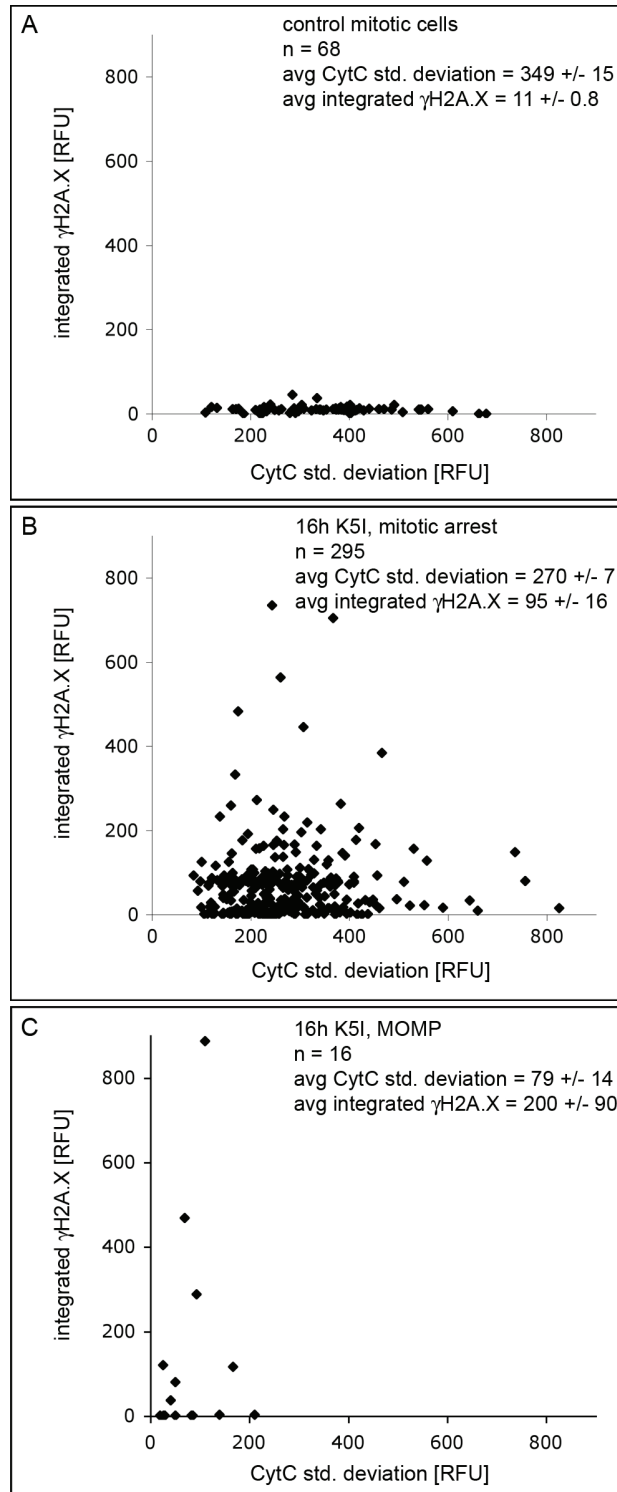 A
control mitotic cells
n = 68
avg CytC std. deviation = 349 +/- 15
avg integrated γH2A.X = 11 +/- 0.8
integrated γH2A.X [RFU]
800
600
400
200
0
0 200 400 600 800
CytC std. deviation [RFU]
B
16h K5I, mitotic arrest
n = 295
avg CytC std. deviation = 270 +/- 7
avg integrated γH2A.X = 95 +/- 16
integrated γH2A.X [RFU]
800
600
400
200
0
0 200 400 600 800
CytC std. deviation [RFU]
C
16h K5I, MOMP
n = 16
avg CytC std. deviation = 79 +/- 14
avg integrated γH2A.X = 200 +/- 90
integrated γH2A.X [RFU]
800
600
400
200
0
0 200 400 600 800
CytC std. deviation [RFU]